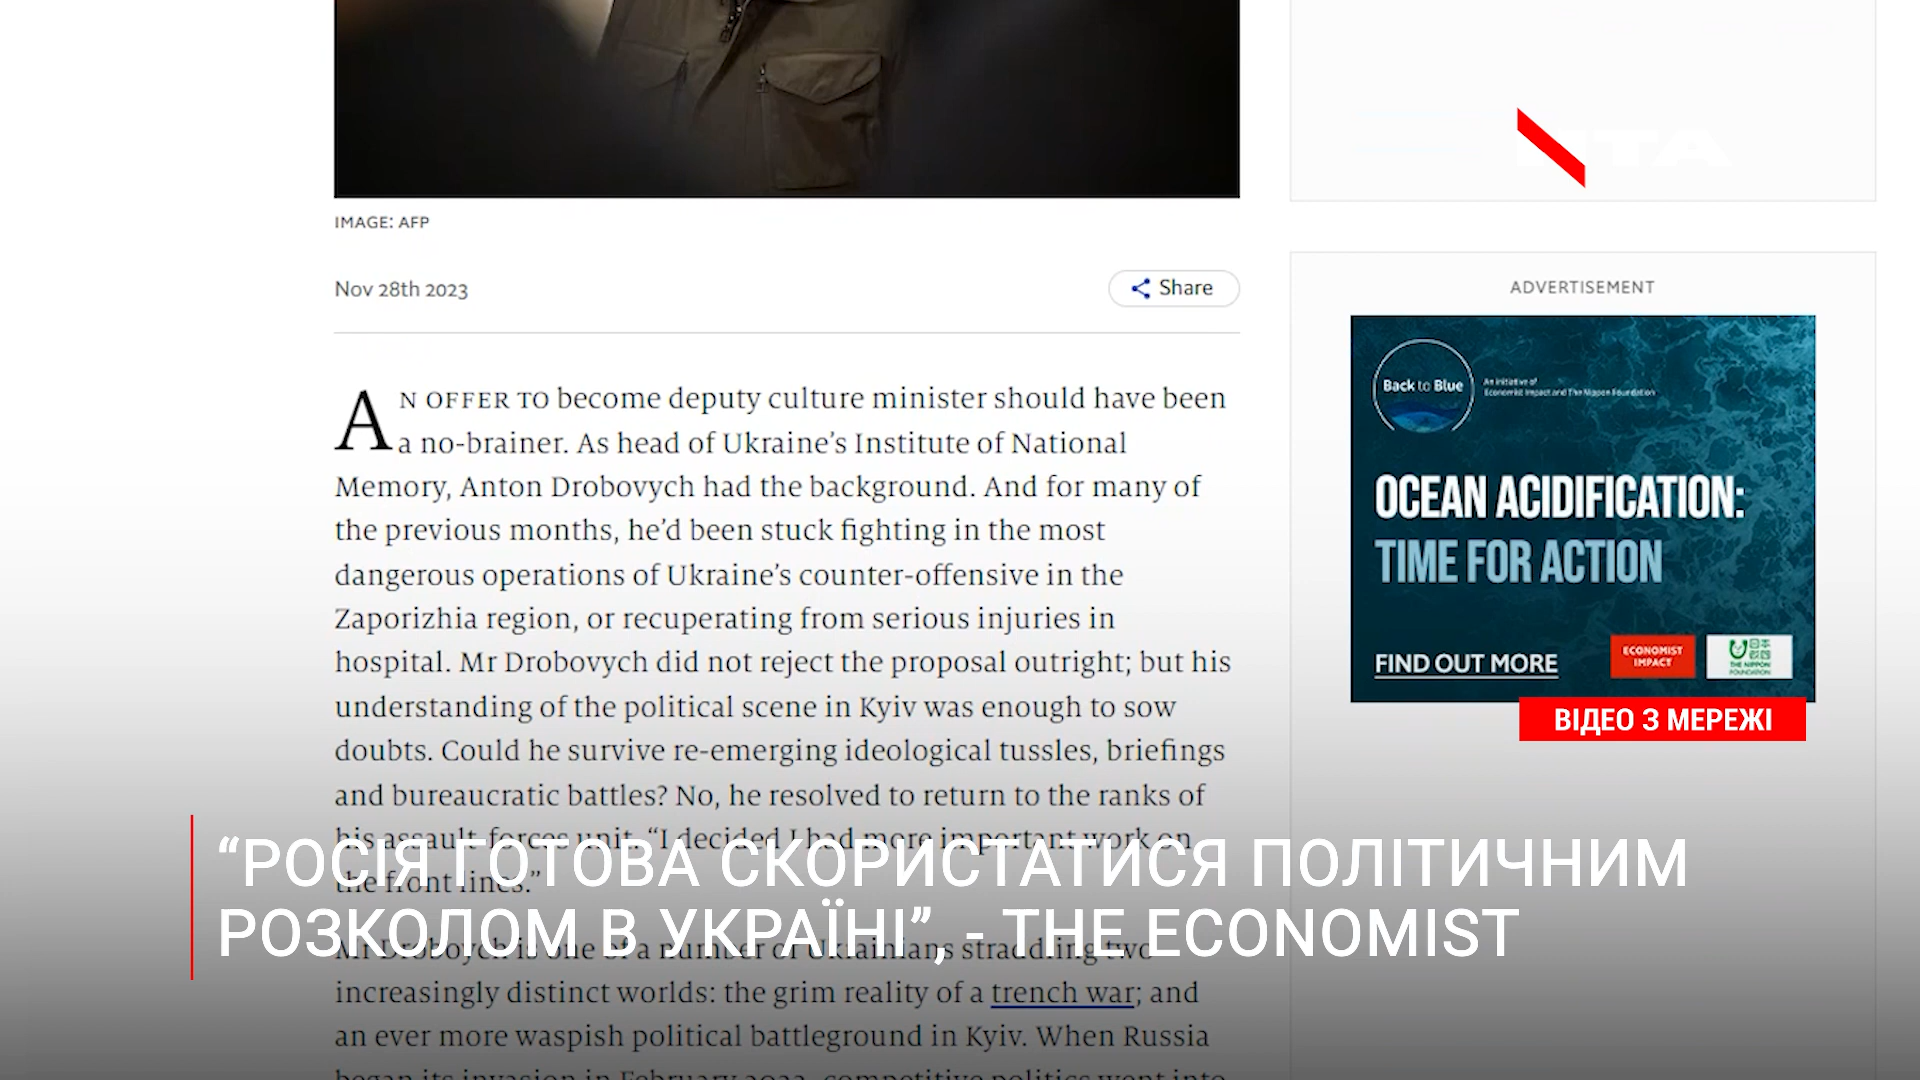 IMAGE: AFP
Nov 28th 2023
Share
AN OFFER TO become deputy culture minister should have been
a no-brainer. As head of Ukraine’s Institute of National
Memory, Anton Drobovych had the background. And for many of
the previous months, he’d been stuck fighting in the most
dangerous operations of Ukraine’s counter-offensive in the
Zaporizhia region, or recuperating from serious injuries in
hospital. Mr Drobovych did not reject the proposal outright; but his
understanding of the political scene in Kyiv was enough to sow
doubts. Could he survive re-emerging ideological tussles, briefings
and bureaucratic battles? No, he resolved to return to the ranks of
his assault-forces unit. “I decided I had more important work on
the front lines.”
Mr Drobovych is one of a number of Ukrainians straddling two
increasingly distinct worlds: the grim reality of a trench war; and
an ever more waspish political battleground in Kyiv. When Russia
began its invasion in February 2022, competitive politics went into
NTA
ADVERTISEMENT
Back to Blue
An initiative of
Economist Impact and The Nippon Foundation
OCEAN ACIDIFICATION:
TIME FOR ACTION
FIND OUT MORE
ECONOMIST
IMPACT
THE NIPPON
FOUNDATION
ВІДЕО З МЕРЕЖІ
“РОСІЯ ГОТОВА СКОРИСТАТИСЯ ПОЛІТИЧНИМ
РОЗКОЛОМ В УКРАЇНІ”, - THE ECONOMIST